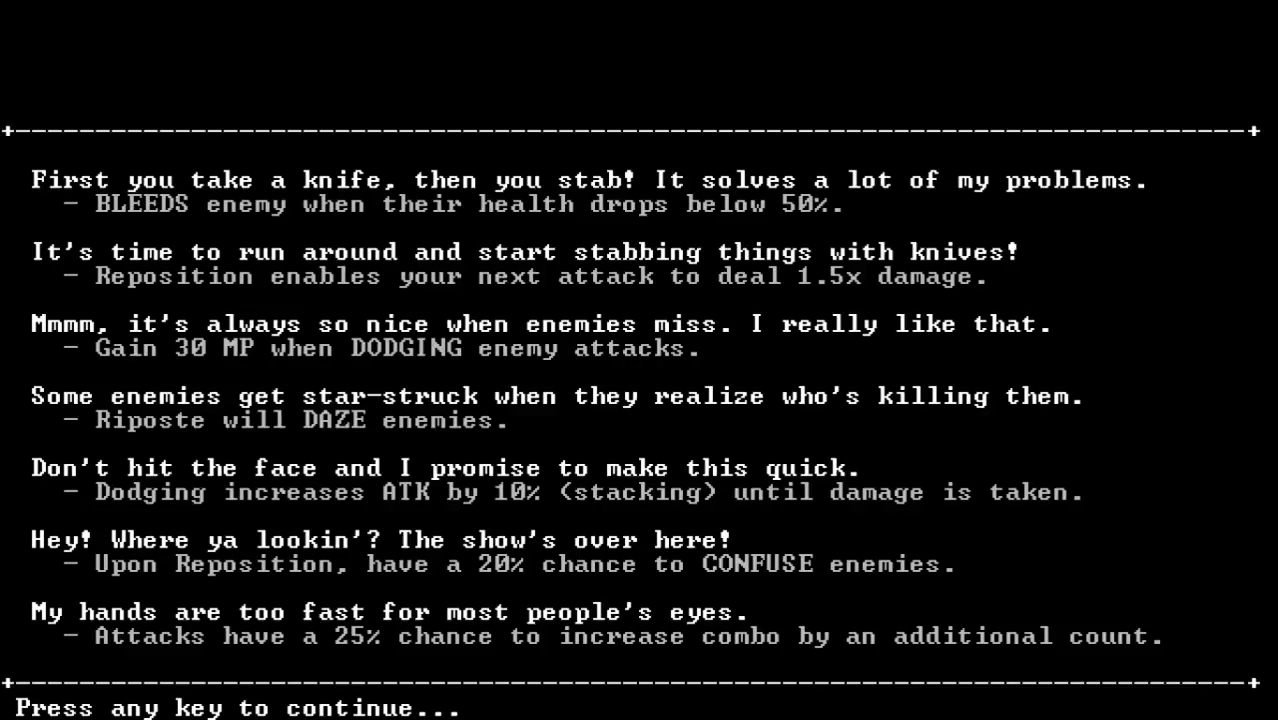 First you take a knife, then you stab! It solves a lot of my problems.
- BLEEDS enemy when their health drops below 50%.
It's time to run around and start stabbing things with knives!
- Reposition enables your next attack to deal 1.5x damage.
Mmmm, it's always so nice when enemies miss. I really like that.
- Gain 30 MP when DODGING enemy attacks.
Some enemies get star-struck when they realize who's killing them.
- Riposte will DAZE enemies.
Don't hit the face and I promise to make this quick.
- Dodging increases ATK by 10% (stacking) until damage is taken.
Hey! Where ya lookin'? The show's over here!
- Upon Reposition, have a 20% chance to CONFUSE enemies.
My hands are too fast for most people's eyes.
- Attacks have a 25% chance to increase combo by an additional count.
Press any key to continue...